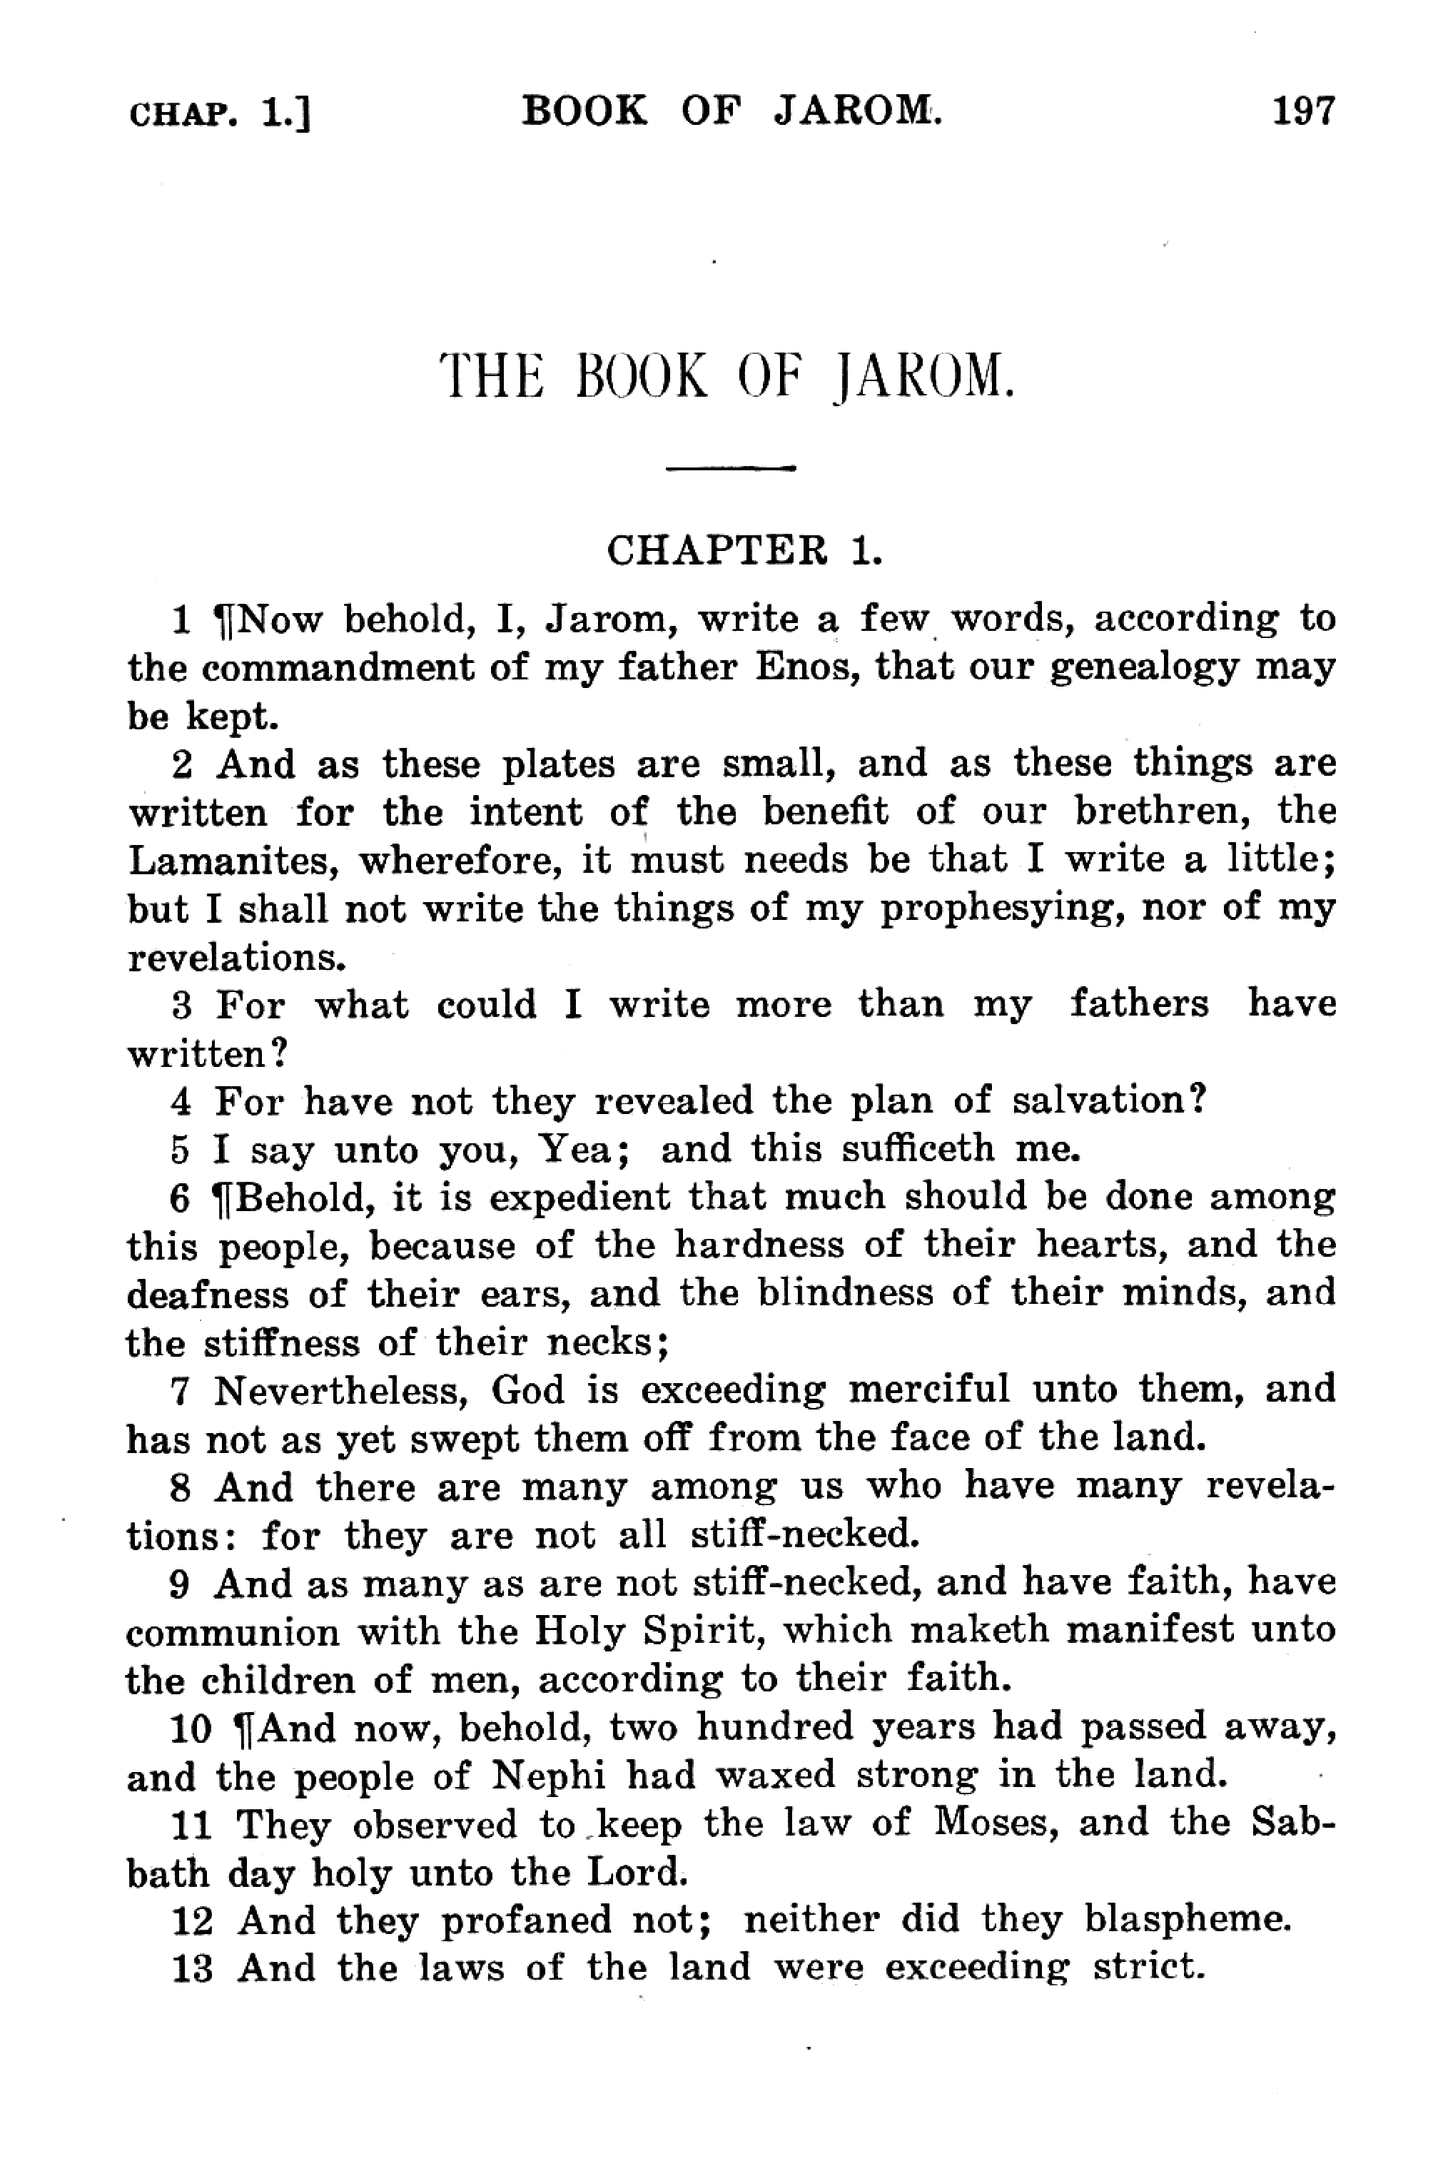 CHAP. 1.] BOOK OF JAROM. 197
THE BOOK OF JAROM.
CHAPTER 1.
1 ¶Now behold, I, Jarom, write a few words, according to
the commandment of my father Enos, that our genealogy may
be kept.
2 And as these plates are small, and as these things are
written for the intent of the benefit of our brethren, the
Lamanites, wherefore, it must needs be that I write a little;
but I shall not write the things of my prophesying, nor of my
revelations.
3 For what could I write more than my fathers have
written?
4 For have not they revealed the plan of salvation?
5 I say unto you, Yea; and this sufficeth me.
6 ¶Behold, it is expedient that much should be done among
this people, because of the hardness of their hearts, and the
deafness of their ears, and the blindness of their minds, and
the stiffness of their necks;
7 Nevertheless, God is exceeding merciful unto them, and
has not as yet swept them off from the face of the land.
8 And there are many among us who have many revela-
tions: for they are not all stiff-necked.
9 And as many as are not stiff-necked, and have faith, have
communion with the Holy Spirit, which maketh manifest unto
the children of men, according to their faith.
10 ¶And now, behold, two hundred years had passed away,
and the people of Nephi had waxed strong in the land.
11 They observed to keep the law of Moses, and the Sab-
bath day holy unto the Lord.
12 And they profaned not; neither did they blaspheme.
13 And the laws of the land were exceeding strict.